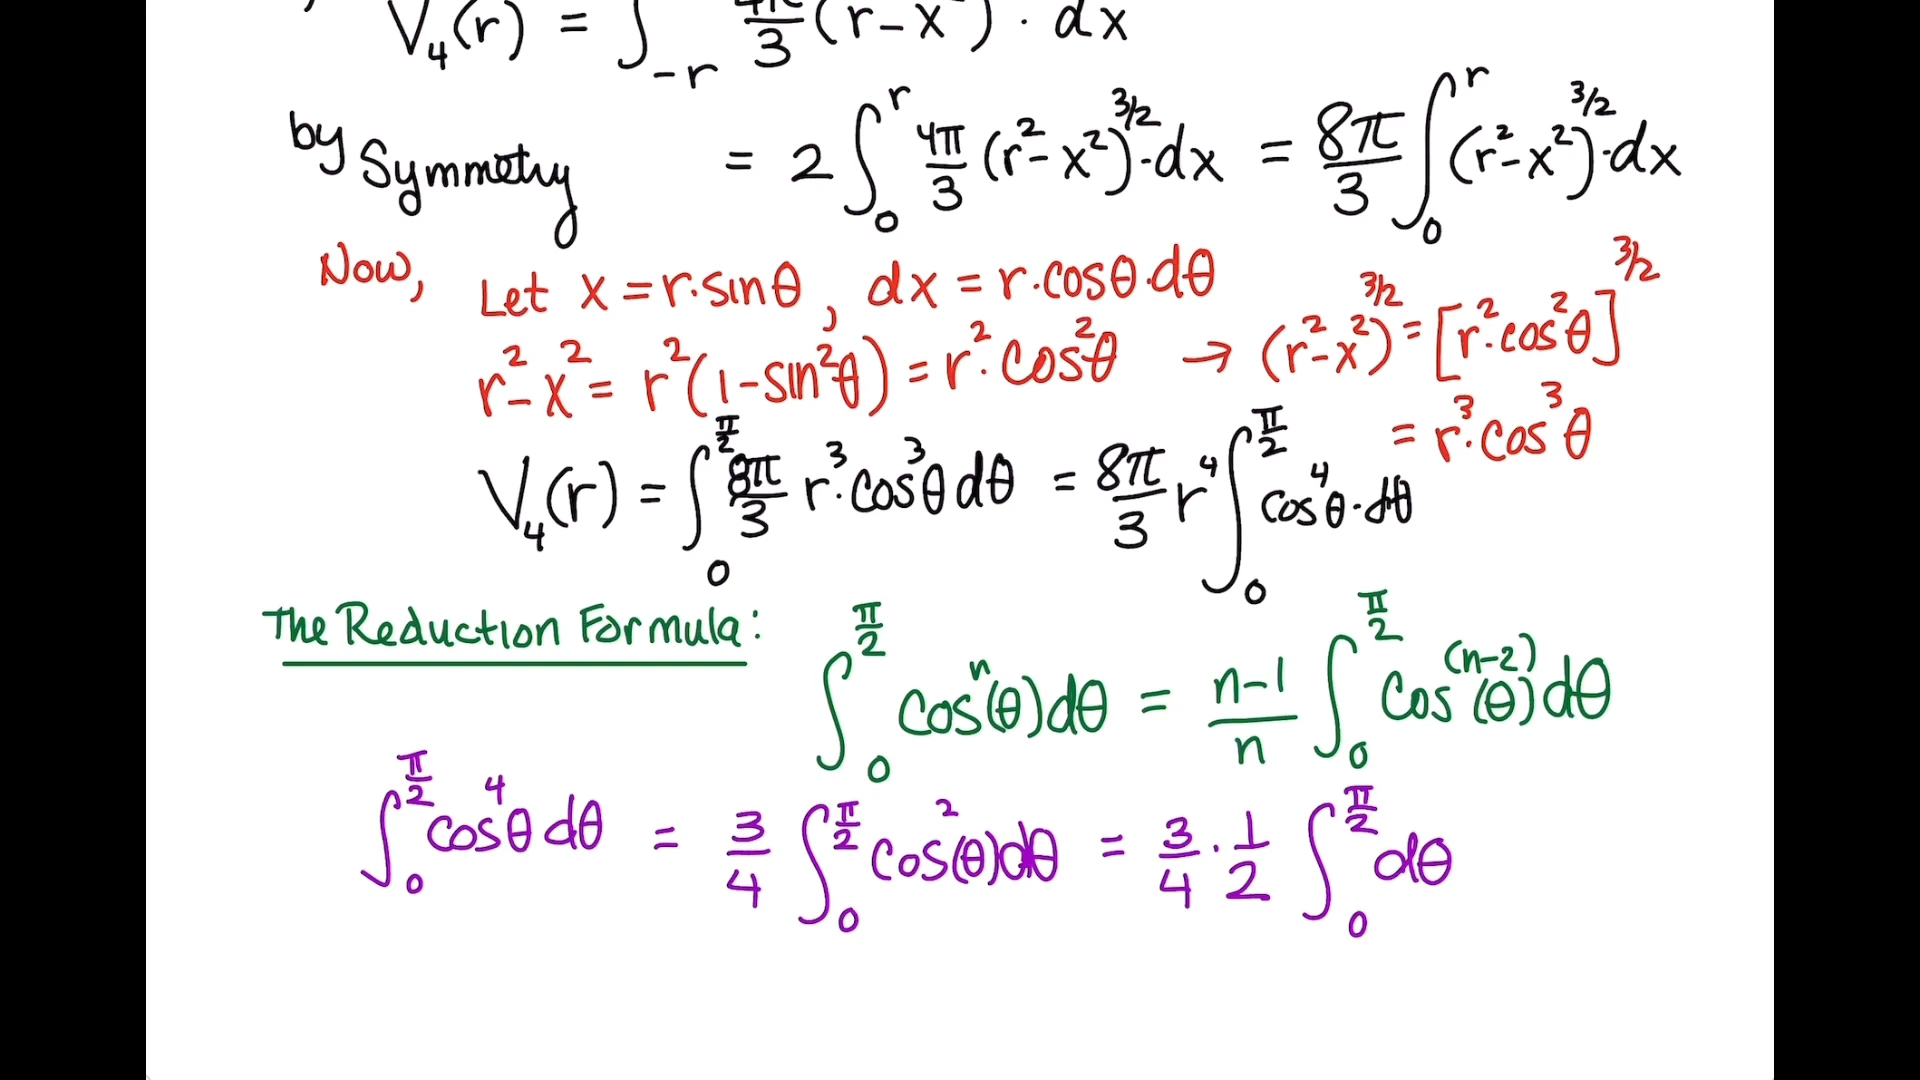 V₄(r) = ∫₋ᵣ 4π/3 (r-x²) · dx
by Symmetry = 2 ∫₀ʳ 4π/3 (r²-x²)^3/2 · dx = 8π/3 ∫₀ʳ (r²-x²)^3/2 · dx
Now, Let x = r·sinθ, dx = r·cosθ·dθ
r²-x² = r²(1-sin²θ) = r²·cos²θ → (r²-x²)^3/2 = [r²·cos²θ]^3/2
= r³·cos³θ
V₄(r) = ∫₀^π/2 8π/3 r³·cos³θ dθ = 8π/3 r⁴ ∫₀^π/2 cos⁴θ·dθ
The Reduction Formula:
∫₀^π/2 cosⁿ(θ)dθ = n-1/n ∫₀^π/2 cos^(n-2)(θ)dθ
∫₀^π/2 cos⁴θ dθ = 3/4 ∫₀^π/2 cos²(θ)dθ = 3/4 · 1/2 ∫₀^π/2 dθ